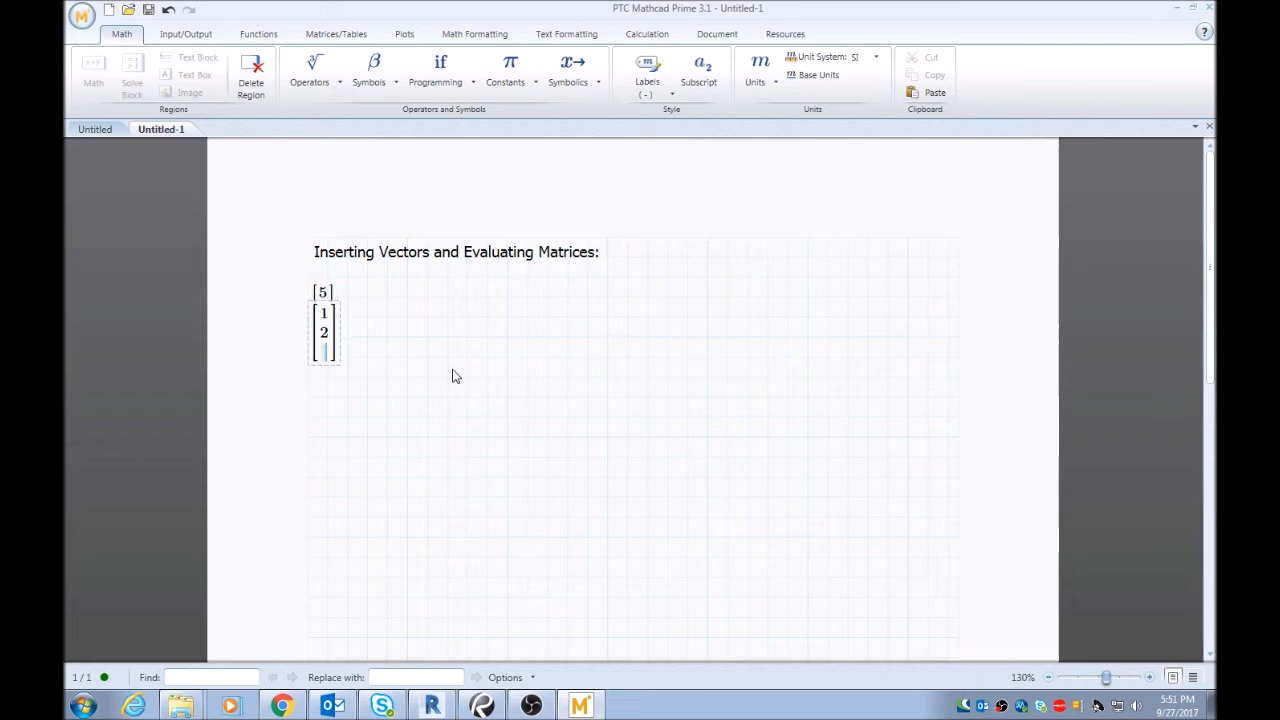 PTC Mathcad Prime 3.1 - Untitled-1
Math Input/Output Functions Matrices/Tables Plots Math Formatting Text Formatting Calculation Document Resources
Math
Solve Block
Text Block
Text Box
Image
Delete Region
Regions
Operators
Symbols
if
Programming
π
Constants
Symbolics
Operators and Symbols
Labels
( - )
Subscript
Style
Units
Unit System: SI
Base Units
Units
Cut
Copy
Paste
Clipboard
Untitled
Untitled-1
Inserting Vectors and Evaluating Matrices:
[5]
1
2
1 / 1
Find:
Replace with:
Options
130%
5:51 PM
9/27/2017